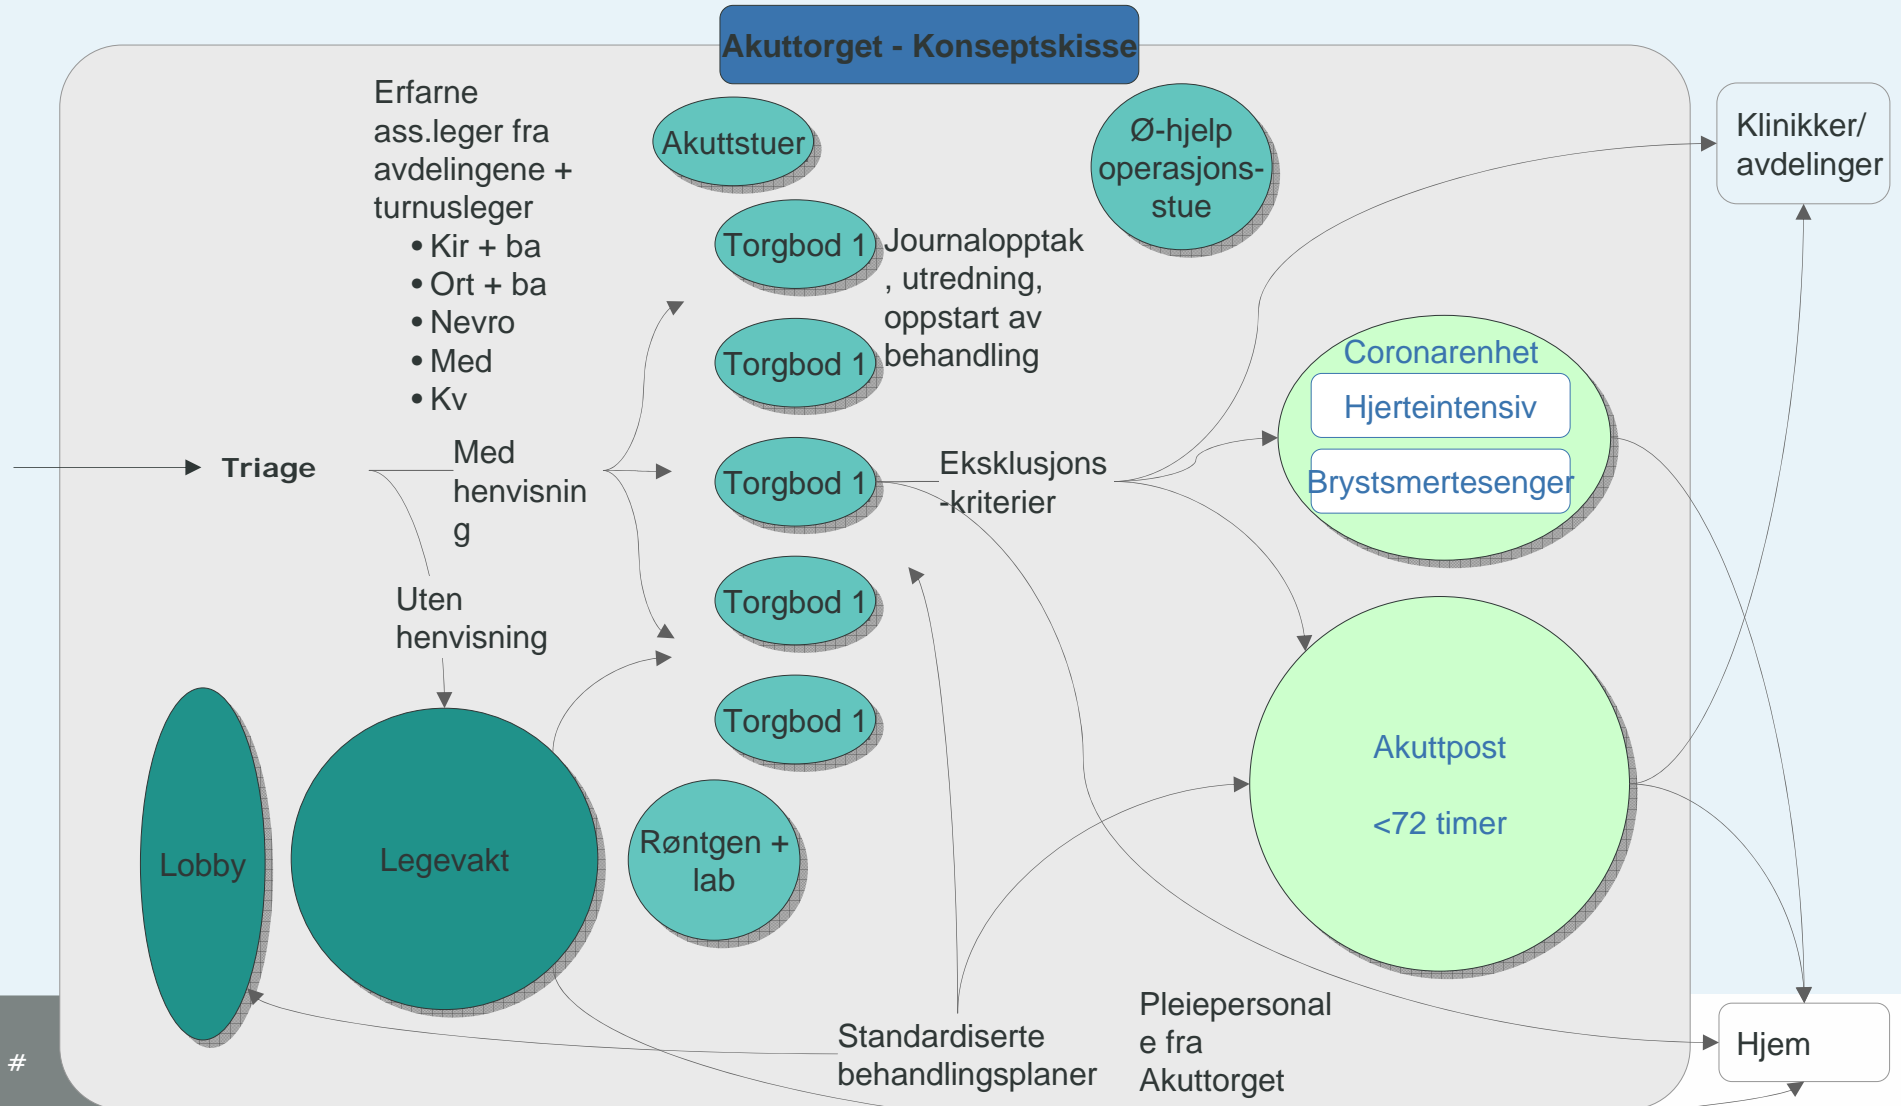 Akuttorget - Konseptskisse
Erfarne
ass.leger fra
avdelingene +
turnusleger
• Kir + ba
• Ort + ba
• Nevro
• Med
• Kv
Akuttstuer
Ø-hjelp
operasjons-
stue
Klinikker/
avdelinger
Torgbod 1
Journalopptak
, utredning,
oppstart av
behandling
Torgbod 1
Coronarenhet
Hjerteintensiv
Brystsmertesenger
Triage
Med
henvisnin
g
Torgbod 1
Eksklusjons
-kriterier
Uten
henvisning
Torgbod 1
Torgbod 1
Akuttpost
<72 timer
Lobby
Legevakt
Røntgen +
lab
Standardiserte
behandlingsplaner
Pleiepersonal
e fra
Akuttorget
Hjem
#